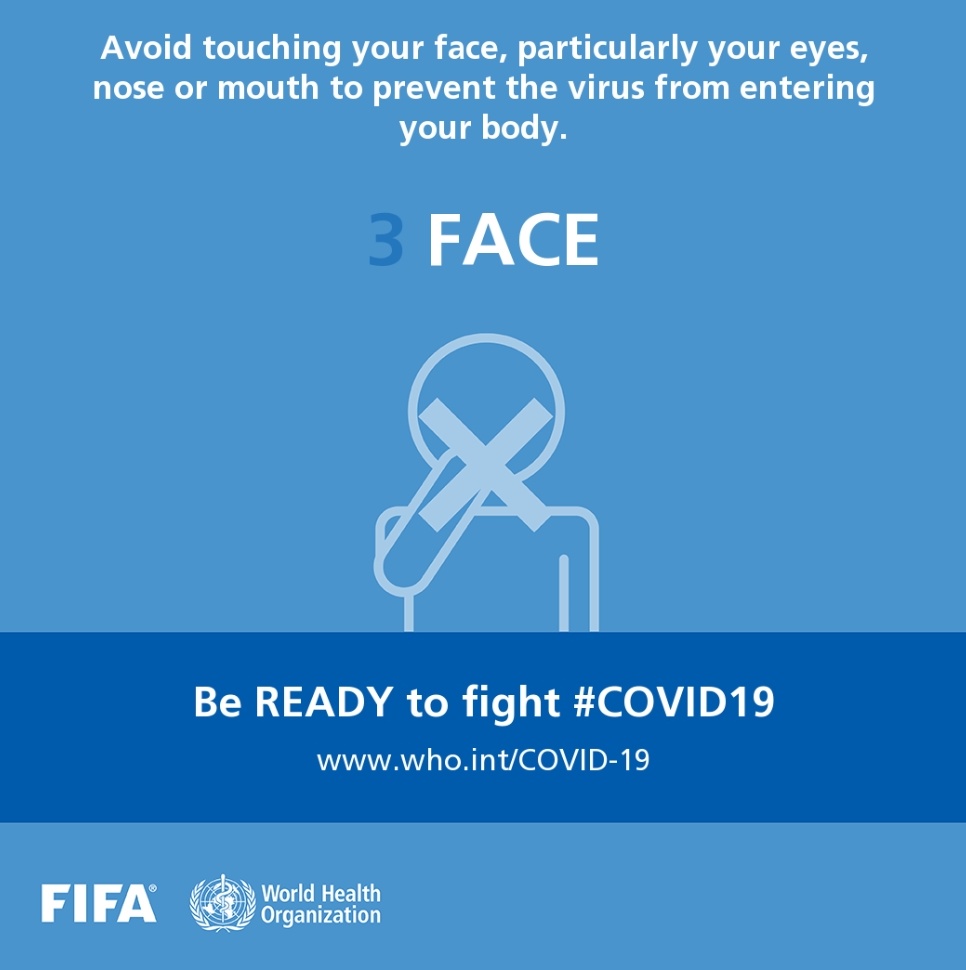 Avoid touching your face, particularly your eyes,
nose or mouth to prevent the virus from entering
your body.
3 FACE
Be READY to fight #COVID19
www.who.int/COVID-19
FIFA®
World Health
Organization